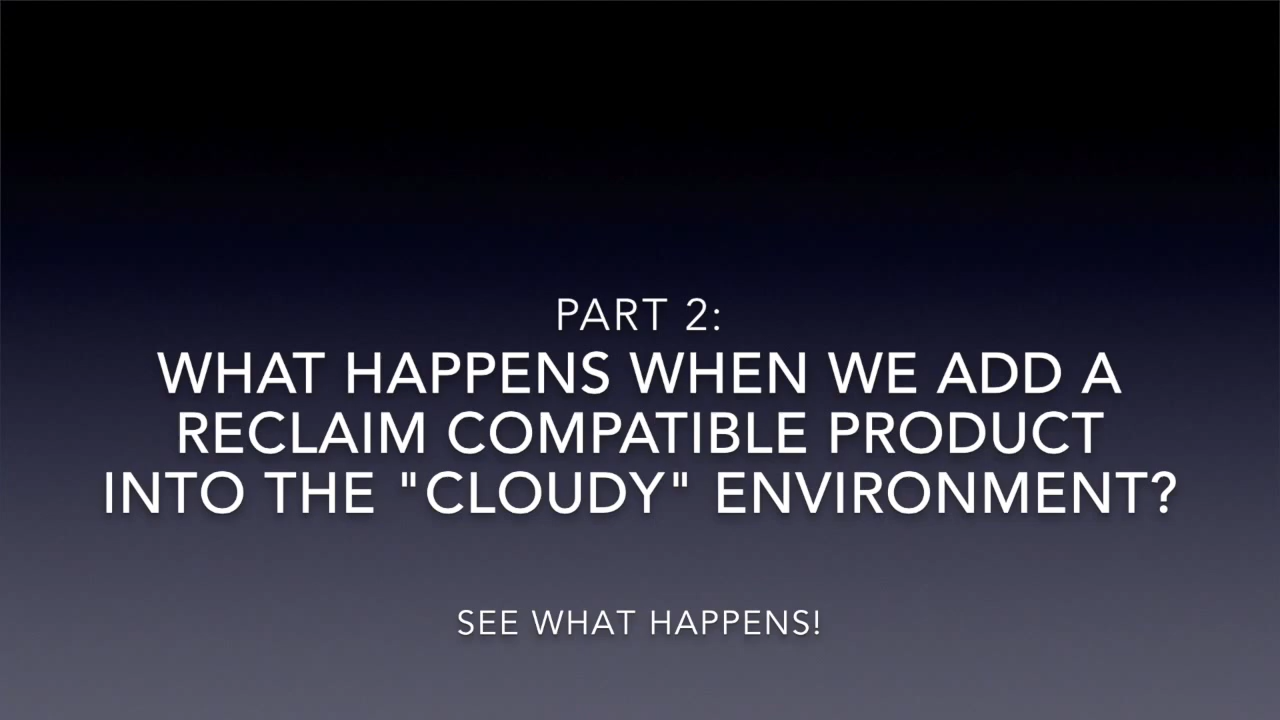 PART 2:
WHAT HAPPENS WHEN WE ADD A
RECLAIM COMPATIBLE PRODUCT
INTO THE "CLOUDY" ENVIRONMENT?
SEE WHAT HAPPENS!